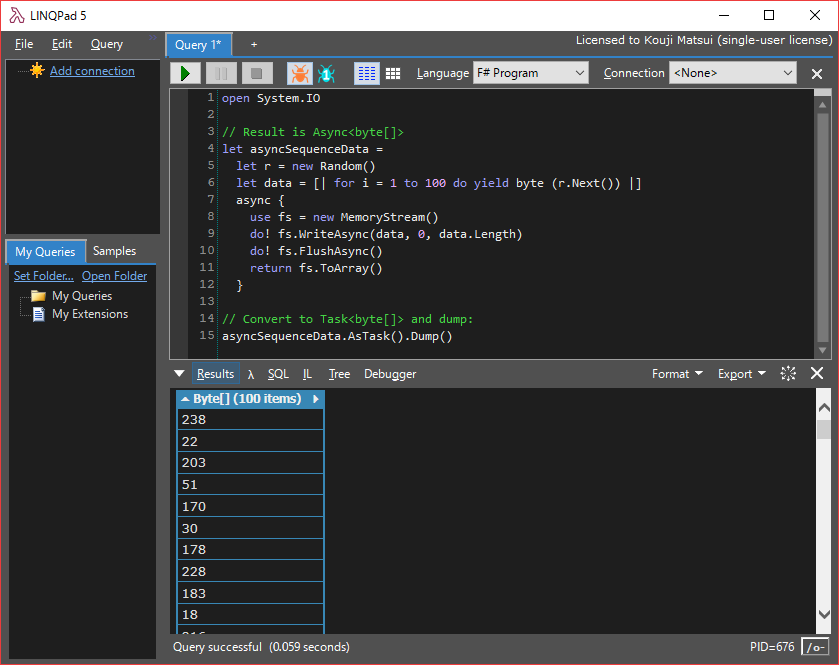 LINQPad 5
File Edit Query
Query 1* +
Licensed to Kouji Matsui (single-user license)
Add connection
Language F# Program Connection <None>
1 open System.IO
2
3 // Result is Async<byte[]>
4 let asyncSequenceData =
5 let r = new Random()
6 let data = [| for i = 1 to 100 do yield byte (r.Next()) |]
7 async {
8 use fs = new MemoryStream()
9 do! fs.WriteAsync(data, 0, data.Length)
10 do! fs.FlushAsync()
11 return fs.ToArray()
12 }
13
14 // Convert to Task<byte[]> and dump:
15 asyncSequenceData.AsTask().Dump()
My Queries Samples
Set Folder... Open Folder
My Queries
My Extensions
Results λ SQL IL Tree Debugger
Format Export
Byte[] (100 items)
238
22
203
51
170
30
178
228
183
18
Query successful (0.059 seconds)
PID=676 /o-